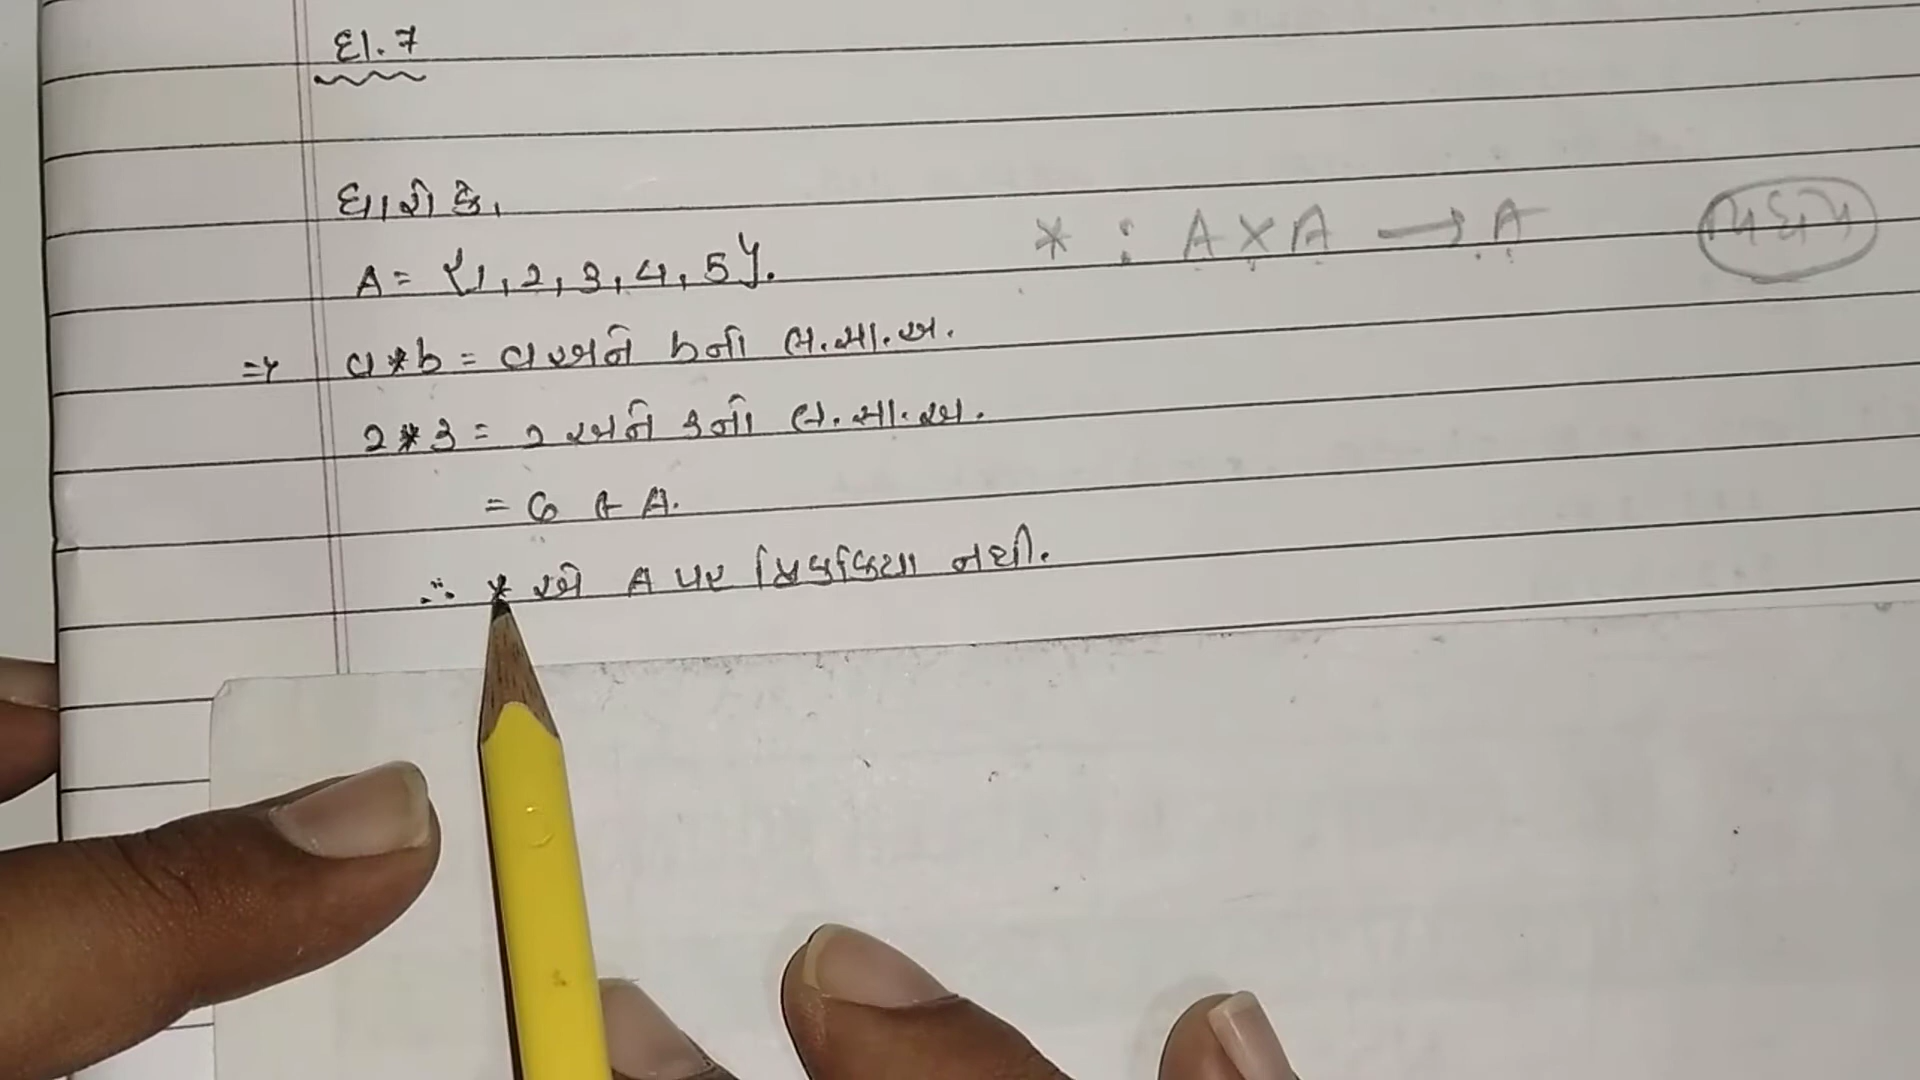 દા.7
ધારો કે,
A = {1, 2, 3, 4, 5}.
* : A X A → A
=> a * b = a અને b નો લ.સા.અ.
2 * 3 = 2 અને 3 નો લ.સા.અ.
= 6 ∉ A.
∴ * એ A પર દ્વિક્રિયા નથી.